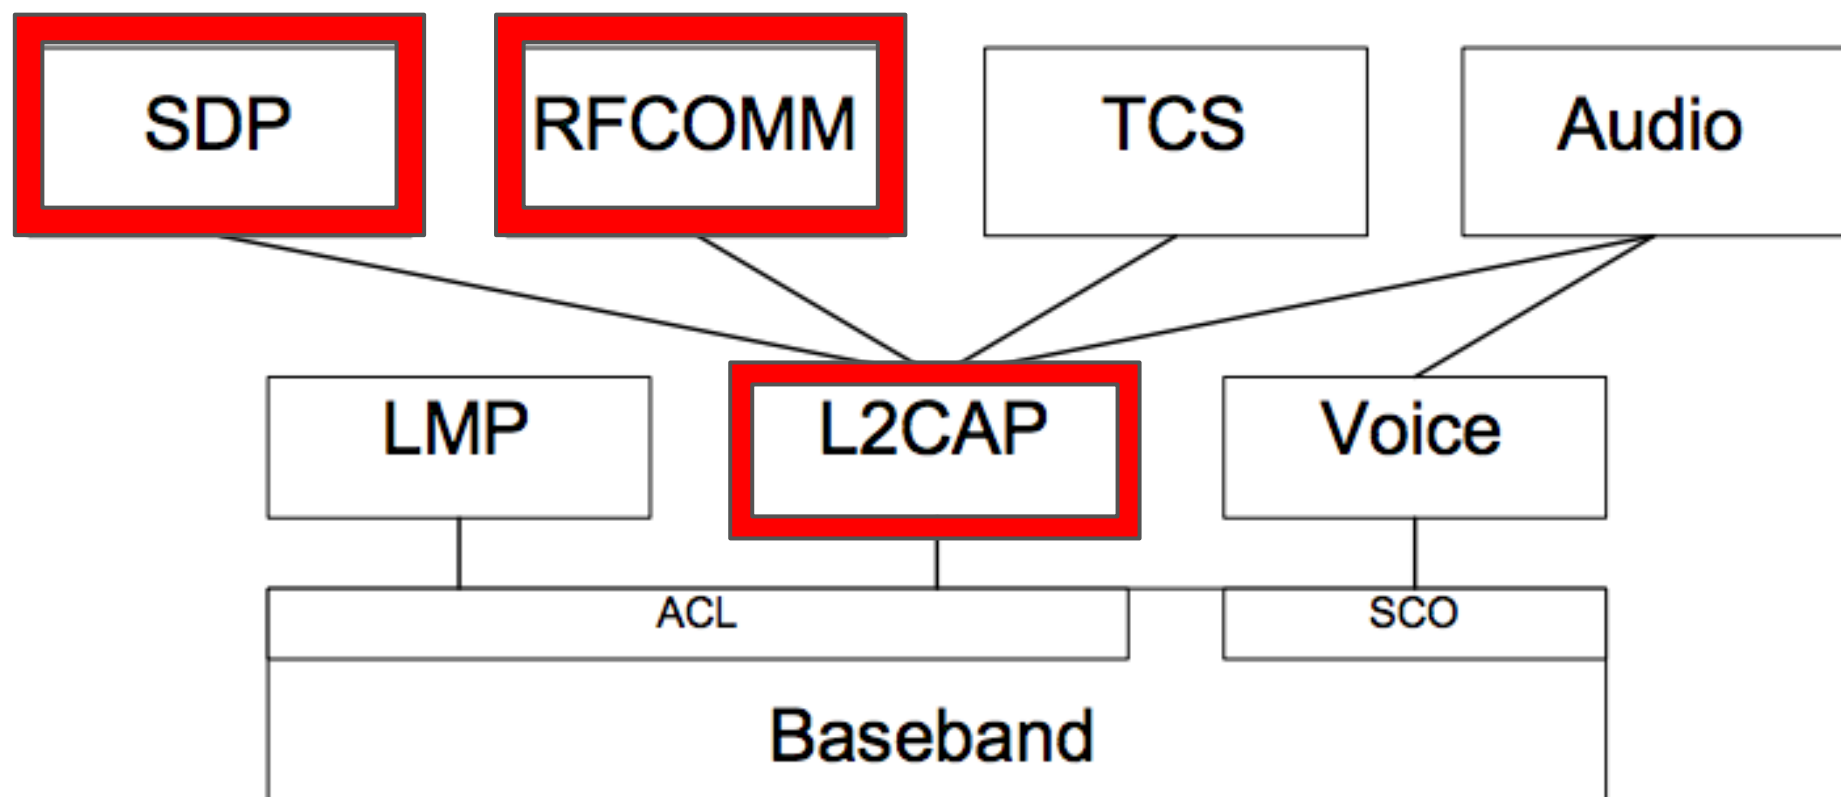 SDP
RFCOMM
TCS
Audio
LMP
L2CAP
Voice
ACL
SCO
Baseband